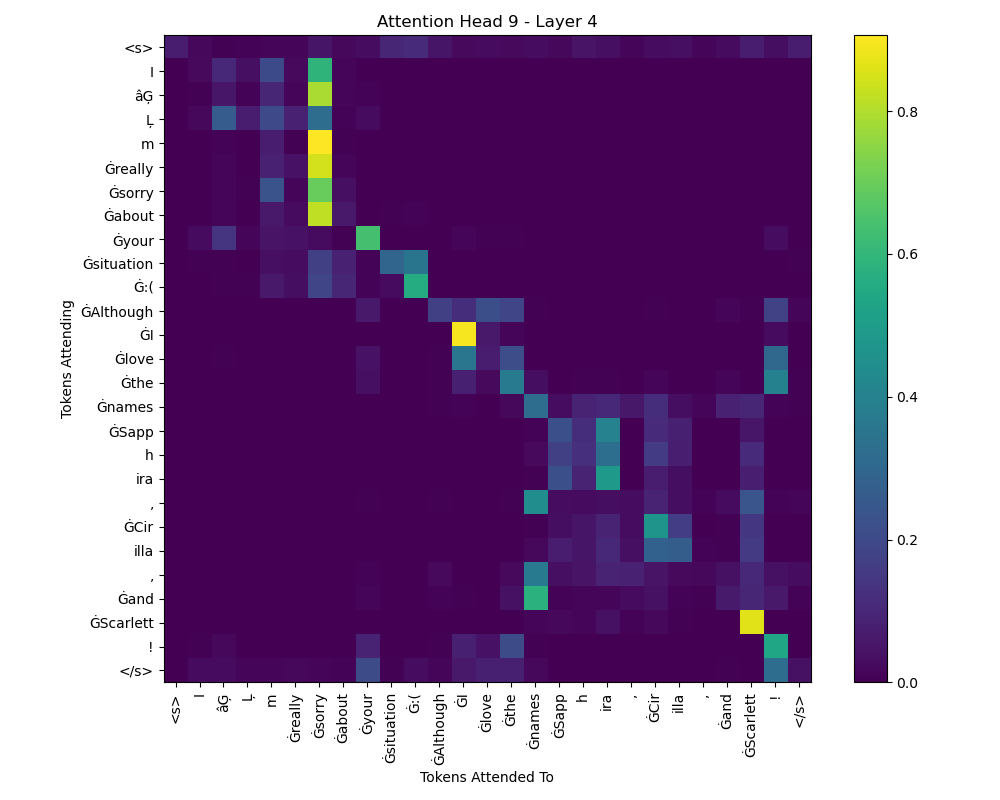 Attention Head 9 - Layer 4
Tokens Attending
<s>
I
âĢ
Ļ
m
Ġreally
Ġsorry
Ġabout
Ġyour
Ġsituation
Ġ:(
ĠAlthough
ĠI
Ġlove
Ġthe
Ġnames
ĠSapp
h
ira
,
ĠCir
illa
,
Ġand
ĠScarlett
!
</s>
<s>
I
âĢ
Ļ
m
Ġreally
Ġsorry
Ġabout
Ġyour
Ġsituation
Ġ:(
ĠAlthough
ĠI
Ġlove
Ġthe
Ġnames
ĠSapp
h
ira
,
ĠCir
illa
,
Ġand
ĠScarlett
!
</s>
Tokens Attended To
0.8
0.6
0.4
0.2
0.0